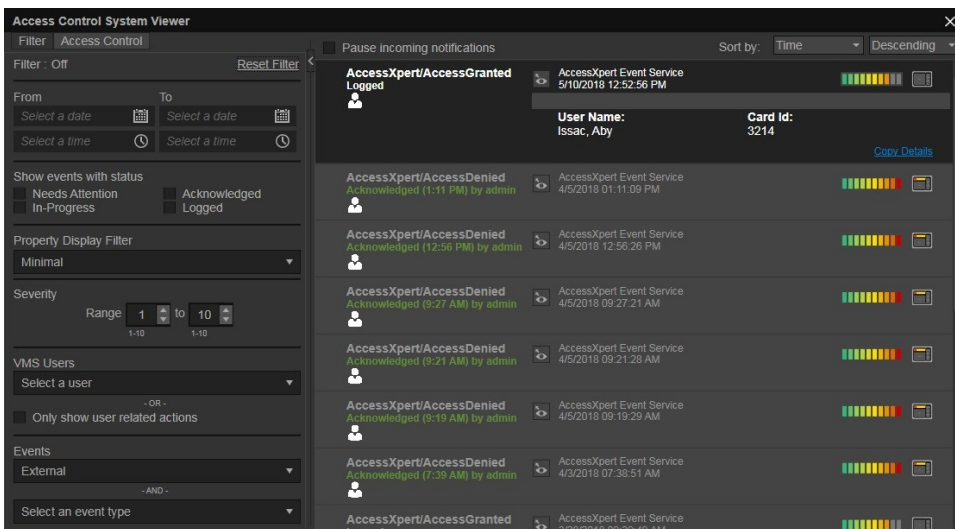 Access Control System Viewer
Filter Access Control
Filter : Off Reset Filter
From To
Select a date Select a date
Select a time Select a time
Show events with status
Needs Attention Acknowledged
In-Progress Logged
Property Display Filter
Minimal
Severity
Range 1 to 10
1-10 1-10
VMS Users
Select a user
- OR -
Only show user related actions
Events
External
- AND -
Select an event type
Pause incoming notifications Sort by: Time Descending
AccessXpert/AccessGranted AccessXpert Event Service
Logged 5/10/2018 12:52:56 PM
User Name: Card Id:
Issac, Aby 3214
Copy Details
AccessXpert/AccessDenied AccessXpert Event Service
Acknowledged (1:11 PM) by admin 4/5/2018 01:11:09 PM
AccessXpert/AccessDenied AccessXpert Event Service
Acknowledged (12:56 PM) by admin 4/5/2018 12:56:26 PM
AccessXpert/AccessDenied AccessXpert Event Service
Acknowledged (9:27 AM) by admin 4/5/2018 09:27:21 AM
AccessXpert/AccessDenied AccessXpert Event Service
Acknowledged (9:21 AM) by admin 4/5/2018 09:21:28 AM
AccessXpert/AccessDenied AccessXpert Event Service
Acknowledged (9:19 AM) by admin 4/5/2018 09:19:29 AM
AccessXpert/AccessDenied AccessXpert Event Service
Acknowledged (7:39 AM) by admin 4/3/2018 07:38:51 AM
AccessXpert/AccessGranted AccessXpert Event Service